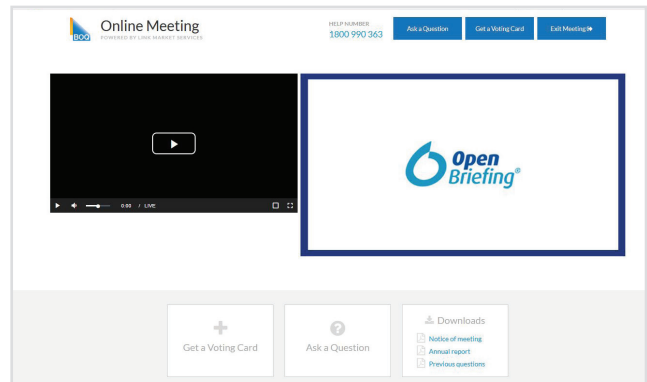 BOQ
Online Meeting
POWERED BY LINK MARKET SERVICES
HELP NUMBER
1800 990 363
Ask a Question
Get a Voting Card
Exit Meeting
Open
Briefing®
0:00 / LIVE
Get a Voting Card
Ask a Question
Downloads
Notice of meeting
Annual report
Previous questions